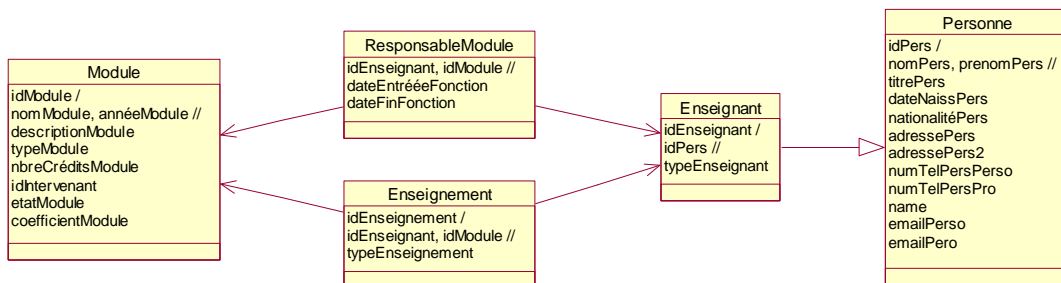 Module
idModule /
nomModule, annéeModule //
descriptionModule
typeModule
nbreCréditsModule
idIntervenant
etatModule
coefficientModule
ResponsableModule
idEnseignant, idModule //
dateEntrééeFonction
dateFinFonction
Enseignement
idEnseignement /
idEnseignant, idModule //
typeEnseignement
Enseignant
idEnseignant /
idPers //
typeEnseignant
Personne
idPers /
nomPers, prenomPers //
titrePers
dateNaissPers
nationalitéPers
adressePers
adressePers2
numTelPersPerso
numTelPersPro
name
emailPerso
emailPero